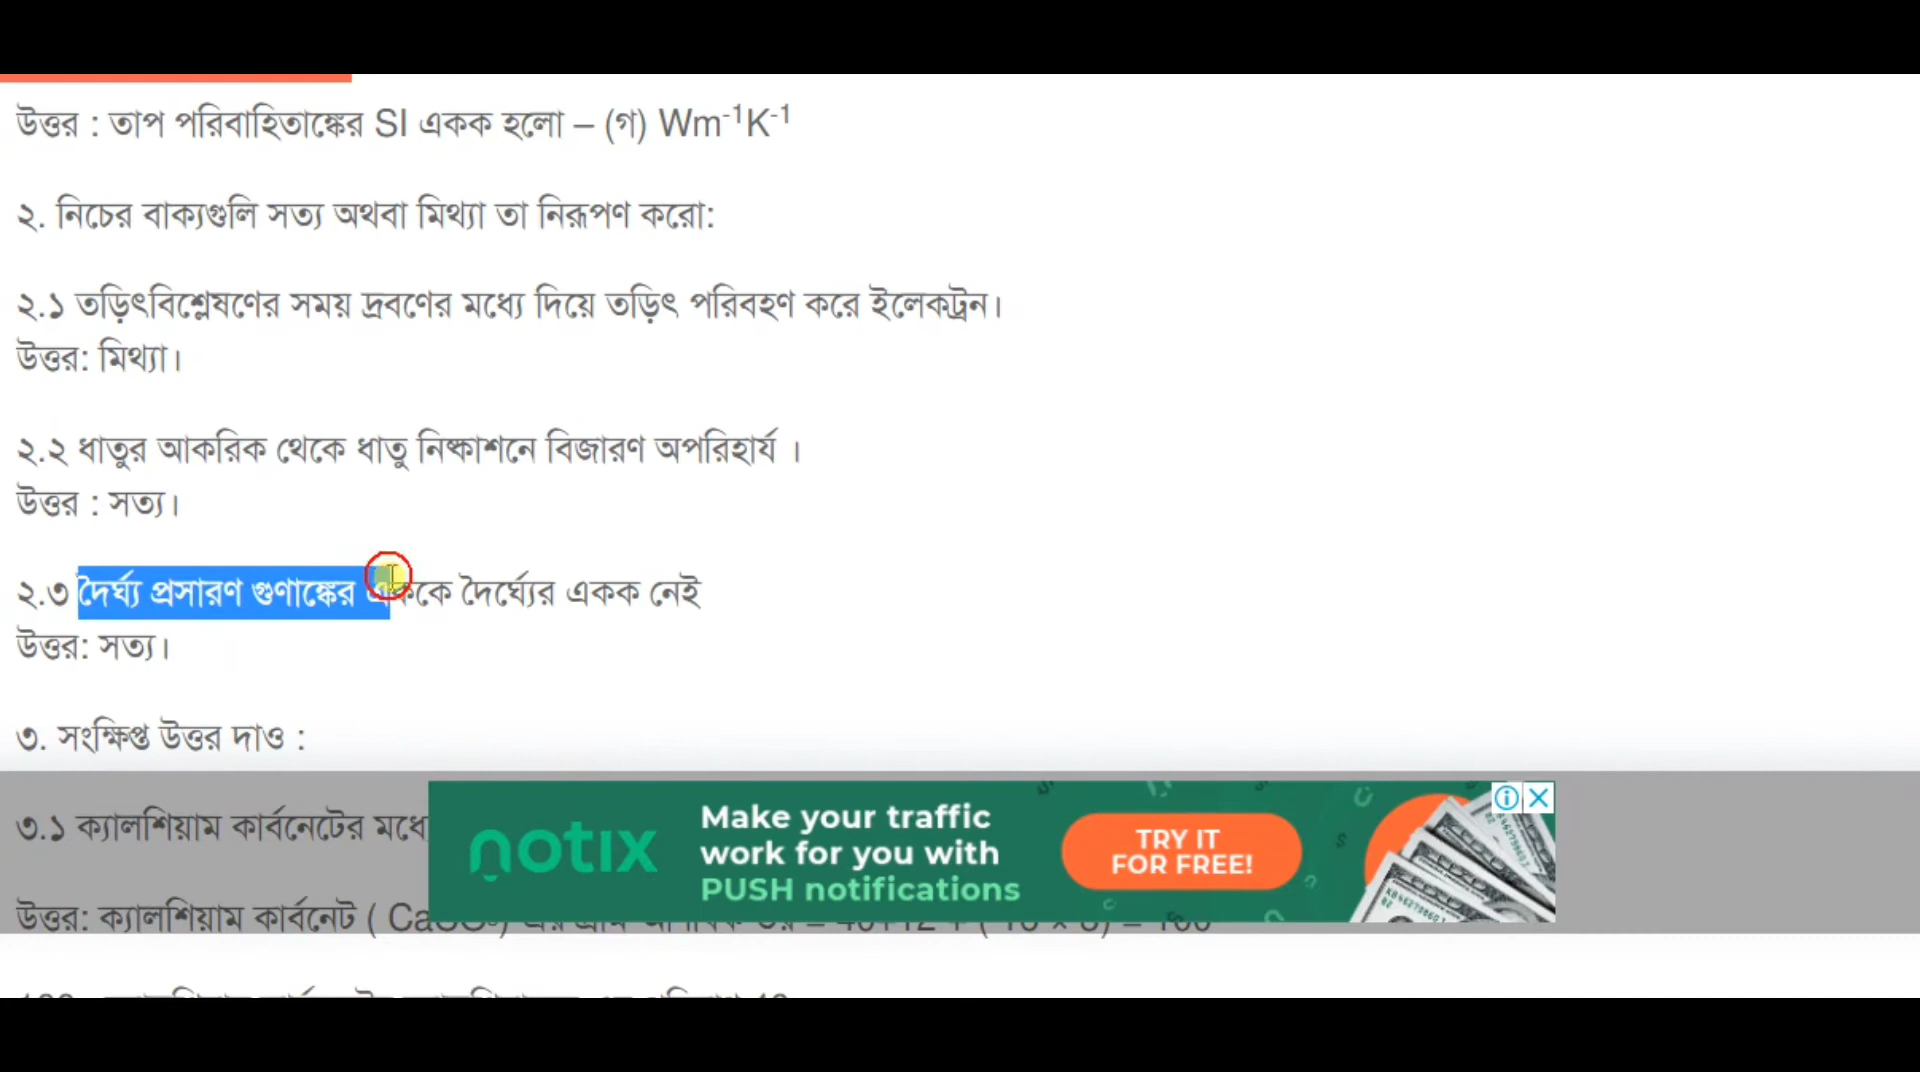 উত্তর : তাপ পরিবাহিতাঙ্কের SI একক হলো – (গ) Wm⁻¹K⁻¹
২. নিচের বাক্যগুলি সত্য অথবা মিথ্যা তা নিরূপণ করো:
২.১ তড়িৎবিশ্লেষণের সময় দ্রবণের মধ্যে দিয়ে তড়িৎ পরিবহণ করে ইলেকট্রন।
উত্তর: মিথ্যা।
২.২ ধাতুর আকরিক থেকে ধাতু নিষ্কাশনে বিজারণ অপরিহার্য ।
উত্তর : সত্য।
২.৩ দৈর্ঘ্য প্রসারণ গুণাঙ্কের এককে দৈর্ঘ্যের একক নেই
উত্তর: সত্য।
৩. সংক্ষিপ্ত উত্তর দাও :
৩.১ ক্যালশিয়াম কার্বনেটের
notix
Make your traffic
work for you with
PUSH notifications
TRY IT
FOR FREE!
উত্তর: ক্যালশিয়াম কার্বনেট (